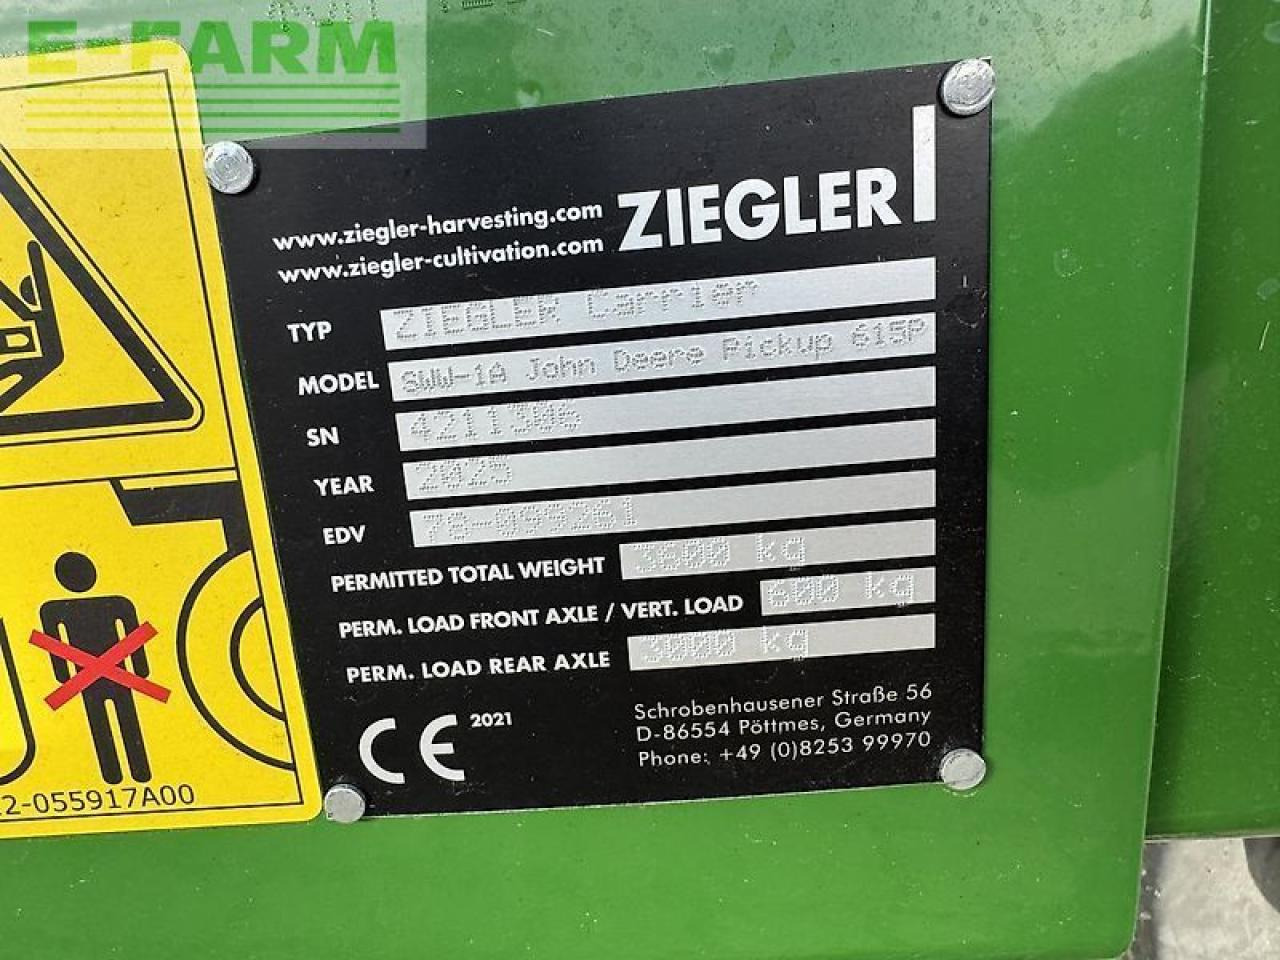 E-FARM
www.ziegler-harvesting.com
www.ziegler-cultivation.com
ZIEGLER
TYP ZIEGLER Carrier
MODEL SWW-1A John Deere Pickup 615P
SN 4211306
YEAR 2025
EDV 78-099261
PERMITTED TOTAL WEIGHT 3600 kg
PERM. LOAD FRONT AXLE / VERT. LOAD 600 kg
PERM. LOAD REAR AXLE 3000 kg
CE 2021
Schrobenhausener Straße 56
D-86554 Pöttmes, Germany
Phone: +49 (0)8253 99970
2-055917A00